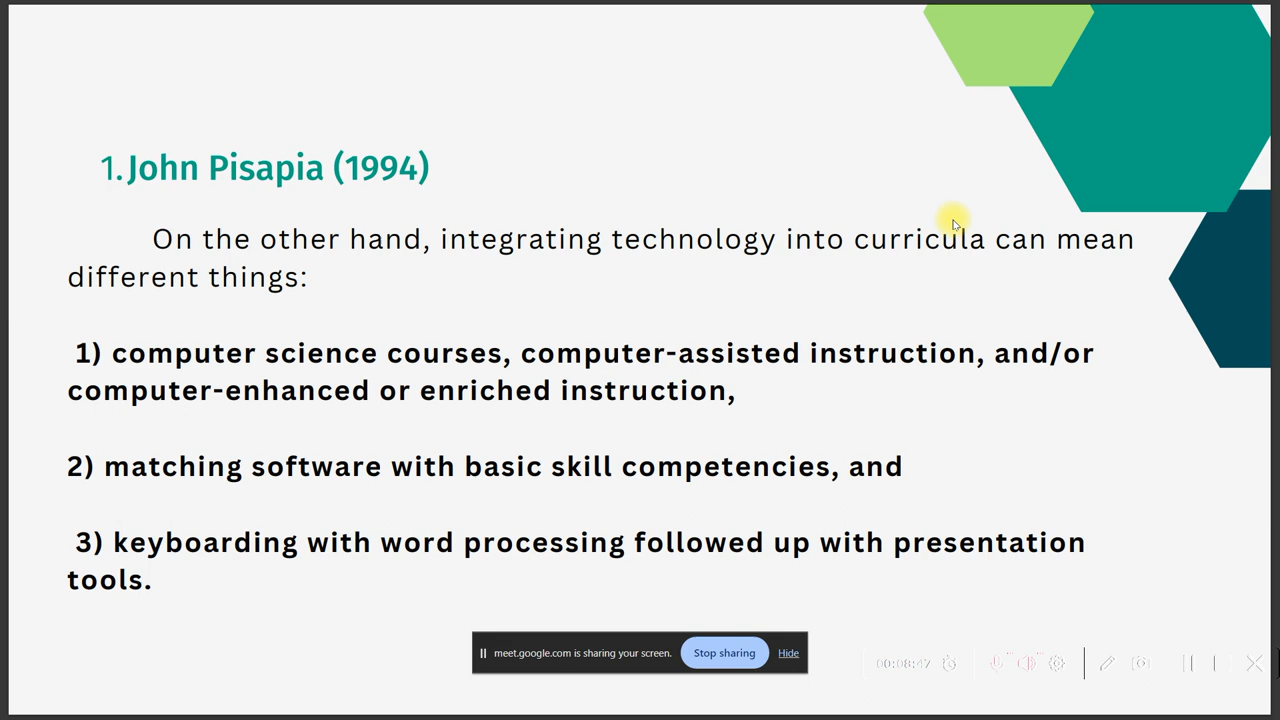 1. John Pisapia (1994)
On the other hand, integrating technology into curricula can mean
different things:
1) computer science courses, computer-assisted instruction, and/or
computer-enhanced or enriched instruction,
2) matching software with basic skill competencies, and
3) keyboarding with word processing followed up with presentation
tools.
meet.google.com is sharing your screen. Stop sharing Hide
00:08:47